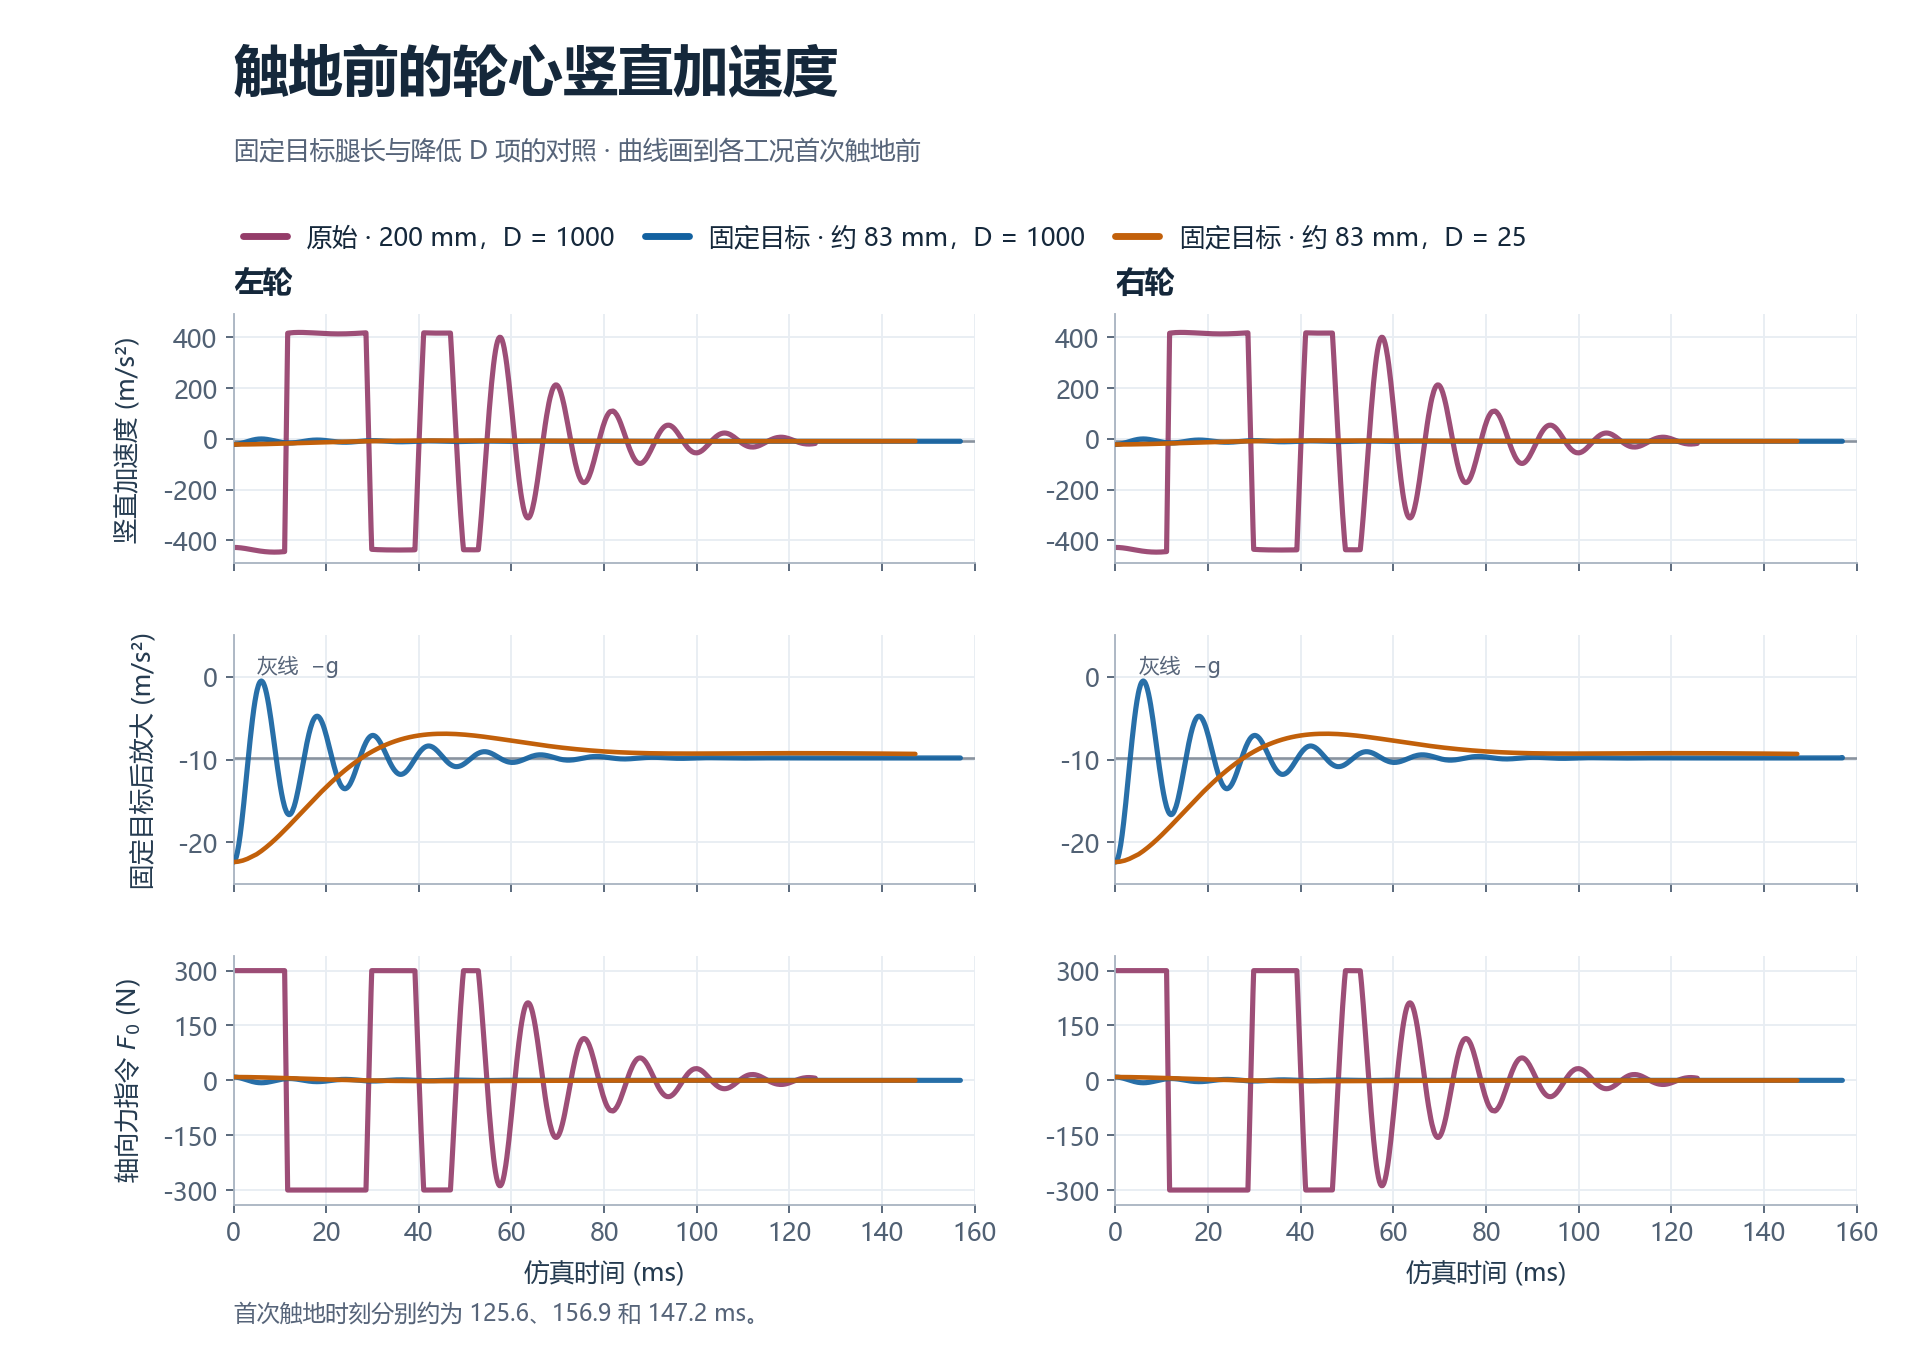 触地前的轮心竖直加速度
固定目标腿长与降低 D 项的对照 · 曲线画到各工况首次触地前
原始 · 200 mm，D = 1000 固定目标 · 约 83 mm，D = 1000 固定目标 · 约 83 mm，D = 25
左轮
竖直加速度 (m/s²)
400
200
0
-200
-400
右轮
400
200
0
-200
-400
固定目标后放大 (m/s²)
灰线 −g
0
-10
-20
灰线 −g
0
-10
-20
轴向力指令 F₀ (N)
300
150
0
-150
-300
0 20 40 60 80 100 120 140 160
仿真时间 (ms)
300
150
0
-150
-300
0 20 40 60 80 100 120 140 160
仿真时间 (ms)
首次触地时刻分别约为 125.6、156.9 和 147.2 ms。